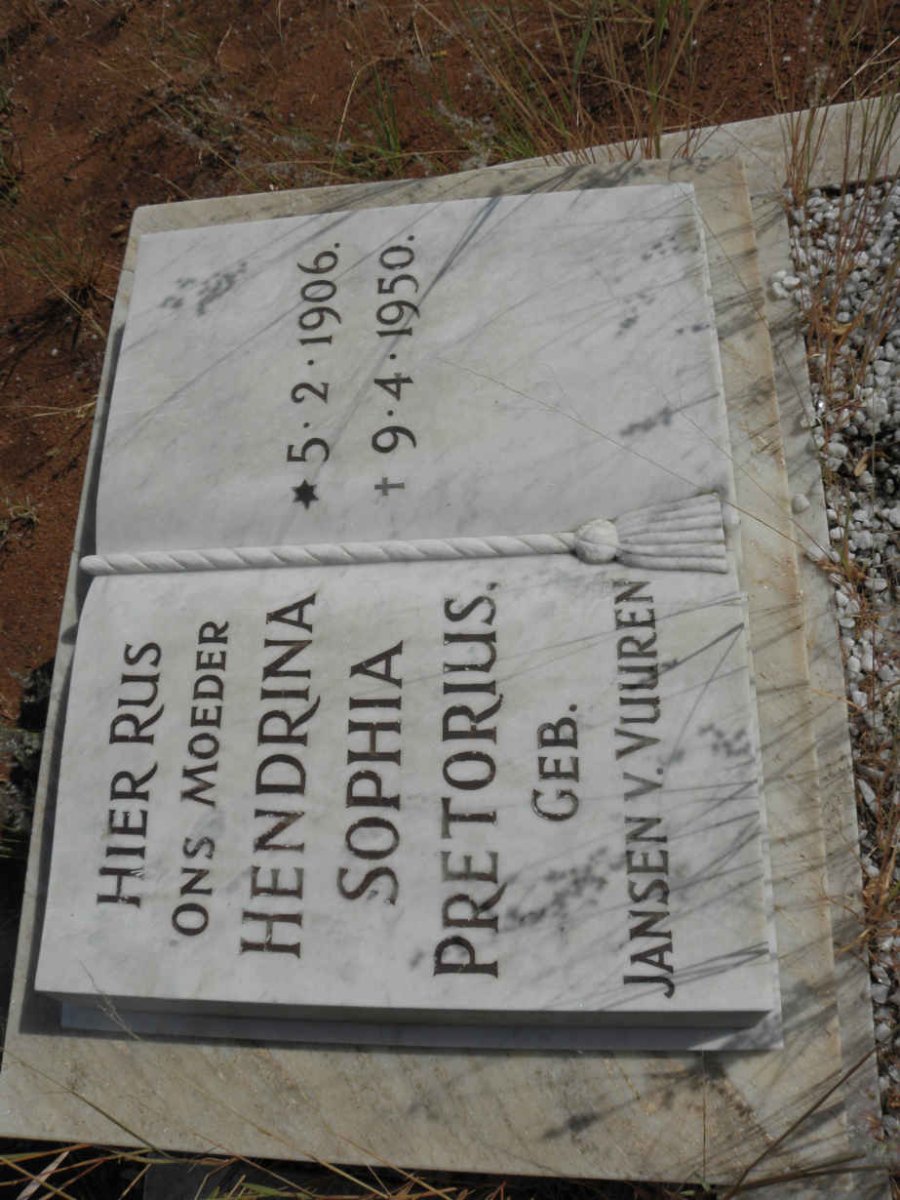 HIER RUS
ONS MOEDER
HENDRINA
SOPHIA
PRETORIUS.
GEB.
JANSEN V. VUUREN
✶ 5·2·1906.
† 9·4·1950.